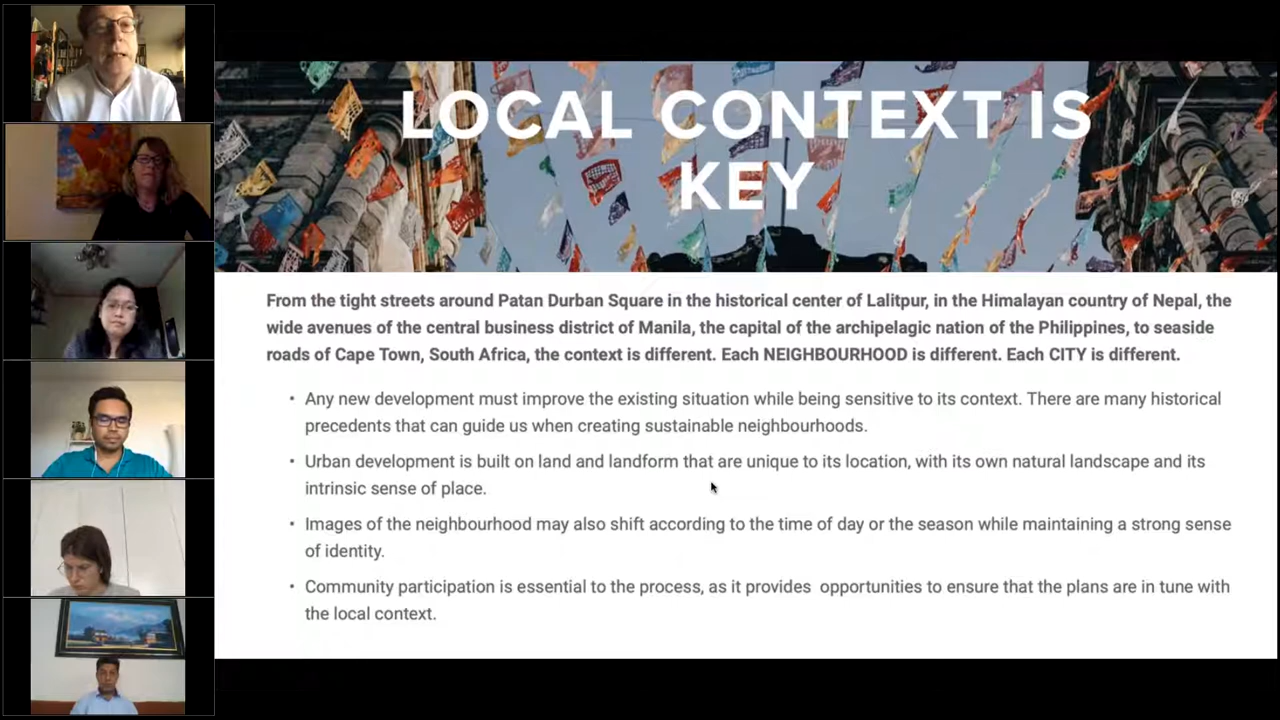 LOCAL CONTEXT IS
KEY
From the tight streets around Patan Durban Square in the historical center of Lalitpur, in the Himalayan country of Nepal, the
wide avenues of the central business district of Manila, the capital of the archipelagic nation of the Philippines, to seaside
roads of Cape Town, South Africa, the context is different. Each NEIGHBOURHOOD is different. Each CITY is different.
• Any new development must improve the existing situation while being sensitive to its context. There are many historical
precedents that can guide us when creating sustainable neighbourhoods.
• Urban development is built on land and landform that are unique to its location, with its own natural landscape and its
intrinsic sense of place.
• Images of the neighbourhood may also shift according to the time of day or the season while maintaining a strong sense
of identity.
• Community participation is essential to the process, as it provides  opportunities to ensure that the plans are in tune with
the local context.